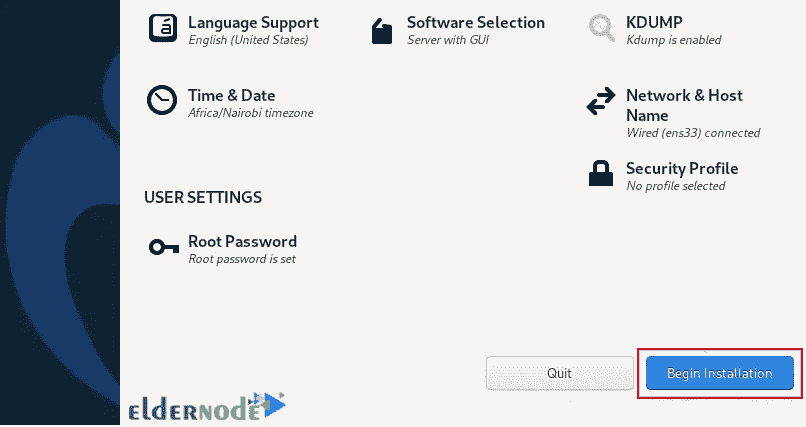 Language Support
English (United States)
Software Selection
Server with GUI
KDUMP
Kdump is enabled
Time & Date
Africa/Nairobi timezone
Network & Host
Name
Wired (ens33) connected
Security Profile
No profile selected
USER SETTINGS
Root Password
Root password is set
Quit
Begin Installation
elderNode